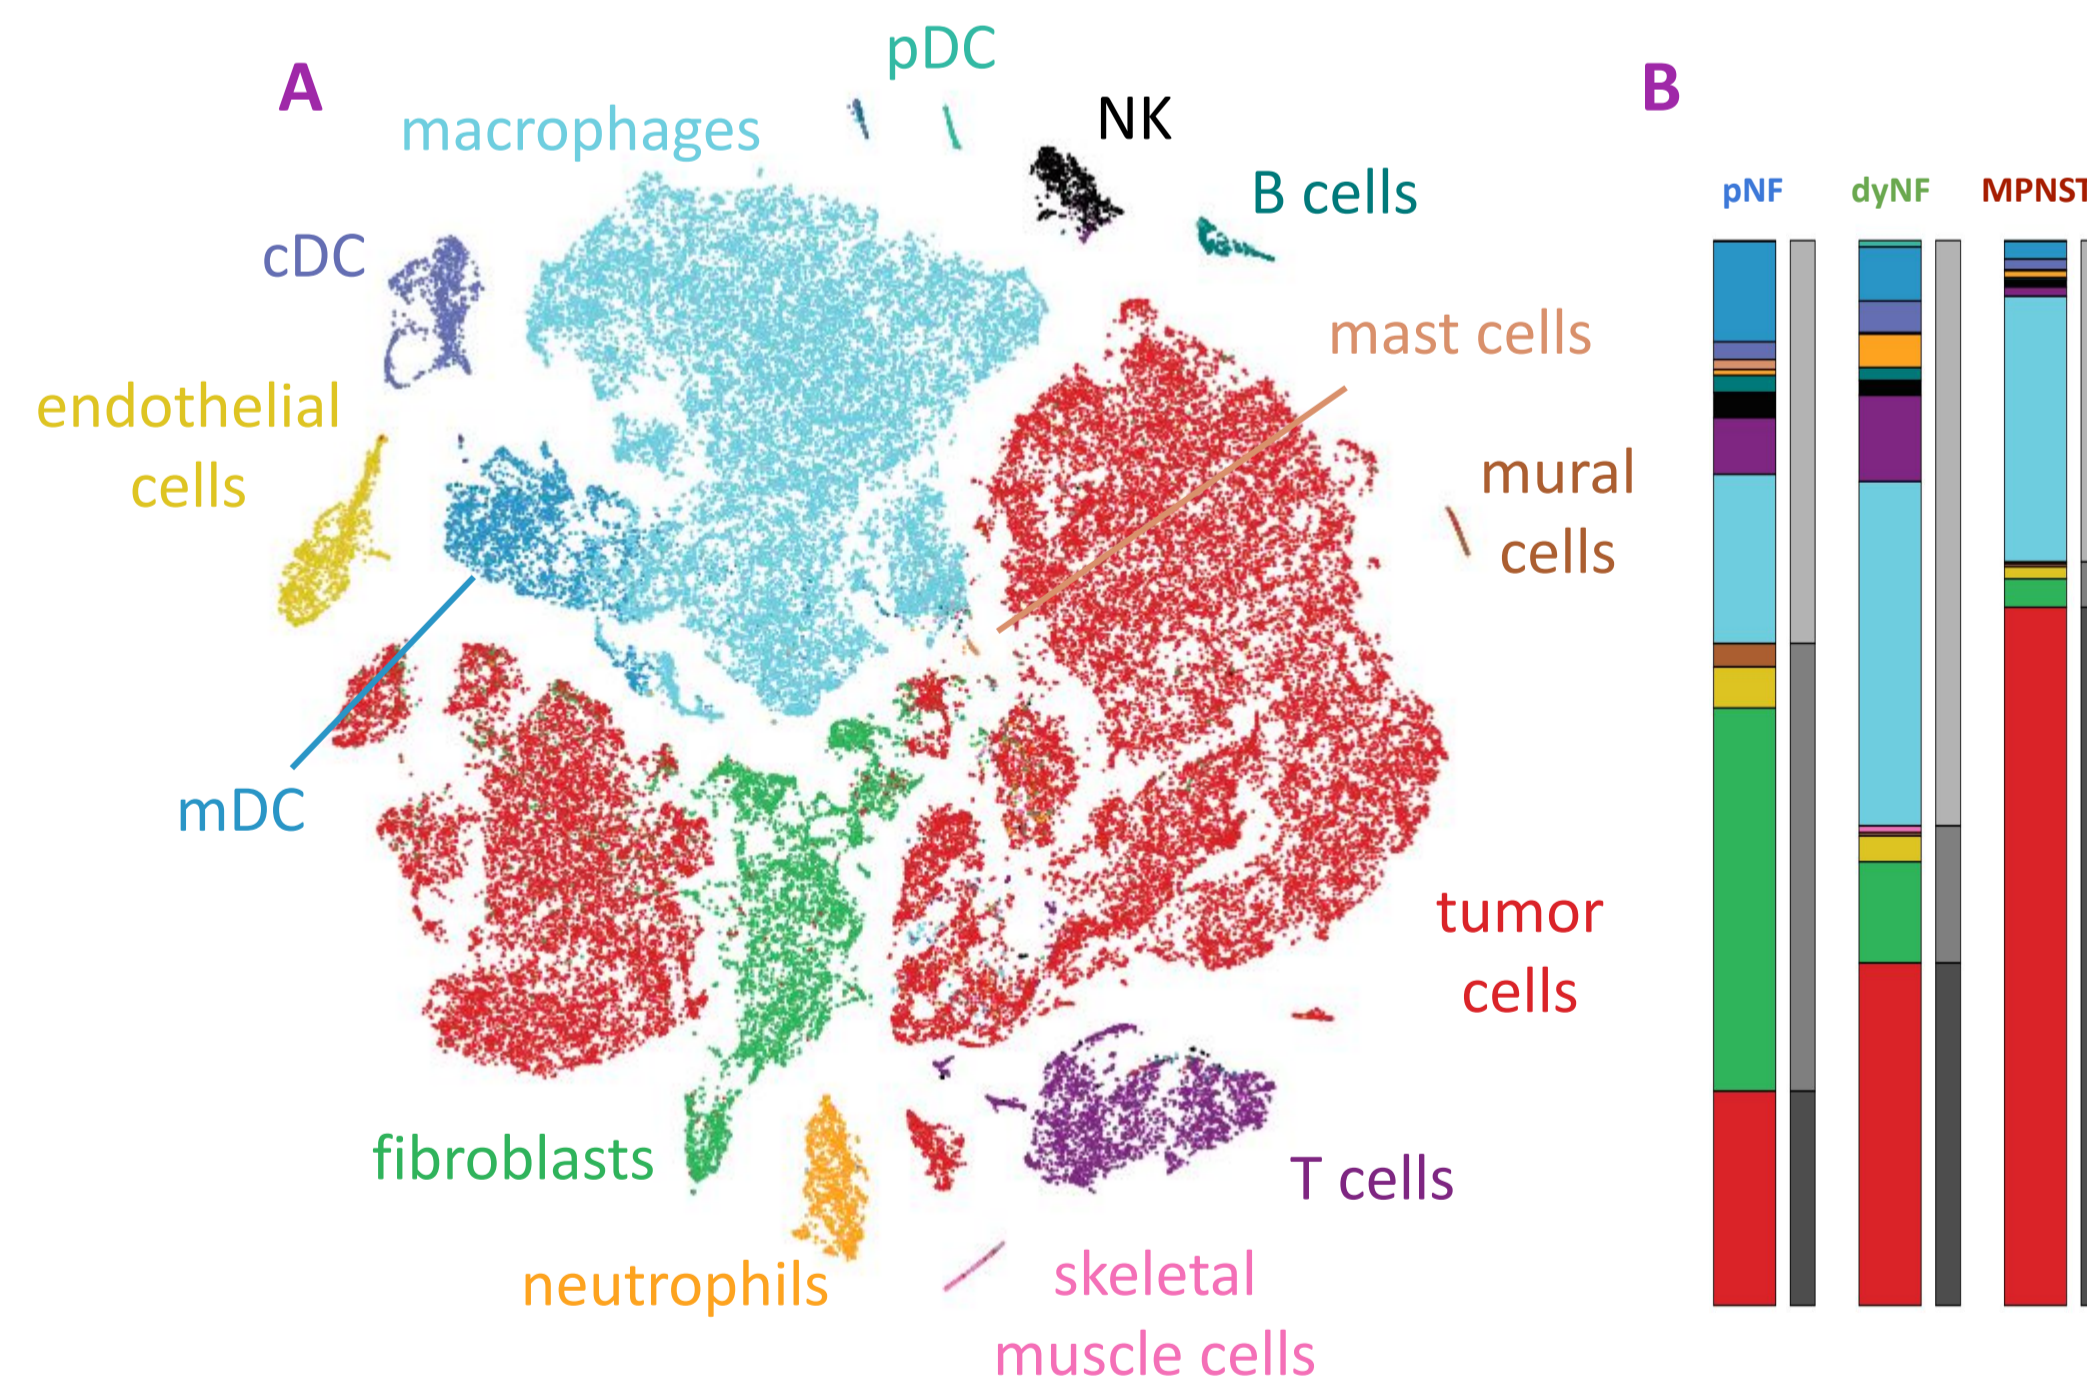 A
B
pDC
macrophages
NK
B cells
pNF
dyNF
MPNST
cDC
mast cells
endothelial
cells
mural
cells
mDC
tumor
cells
fibroblasts
T cells
neutrophils
skeletal
muscle cells